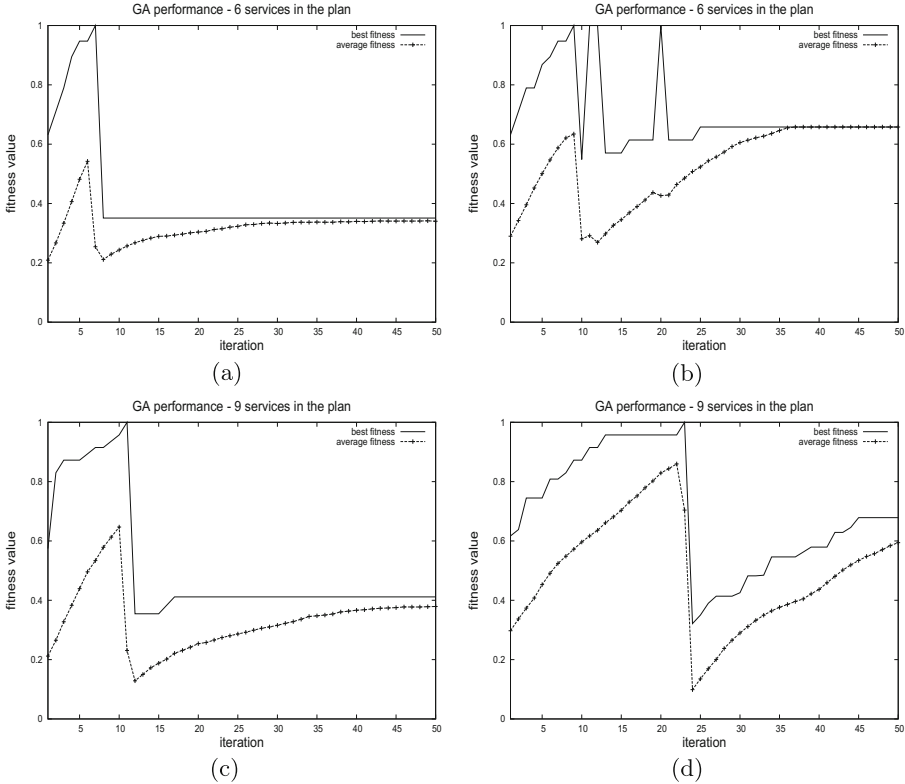 GA performance - 6 services in the plan
best fitness
average fitness
fitness value
1
0.8
0.6
0.4
0.2
0
5 10 15 20 25 30 35 40 45 50
iteration
(a)
GA performance - 6 services in the plan
best fitness
average fitness
fitness value
1
0.8
0.6
0.4
0.2
0
5 10 15 20 25 30 35 40 45 50
iteration
(b)
GA performance - 9 services in the plan
best fitness
average fitness
fitness value
1
0.8
0.6
0.4
0.2
0
5 10 15 20 25 30 35 40 45 50
iteration
(c)
GA performance - 9 services in the plan
best fitness
average fitness
fitness value
1
0.8
0.6
0.4
0.2
0
5 10 15 20 25 30 35 40 45 50
iteration
(d)